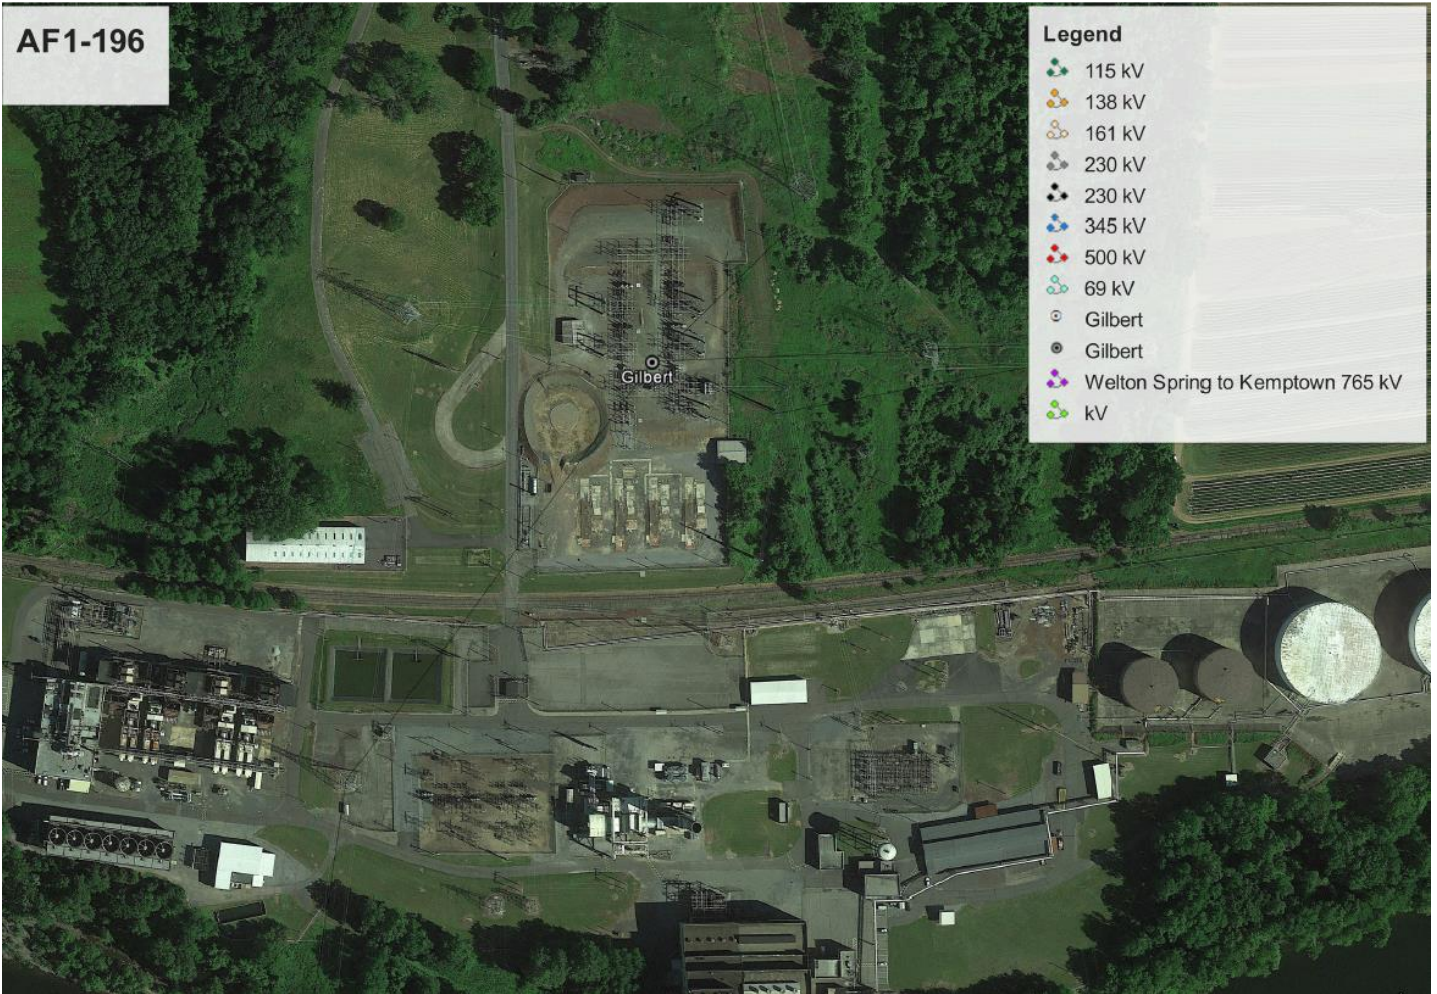 AF1-196
Legend
115 kV
138 kV
161 kV
230 kV
230 kV
345 kV
500 kV
69 kV
Gilbert
Gilbert
Welton Spring to Kemptown 765 kV
kV
Gilbert